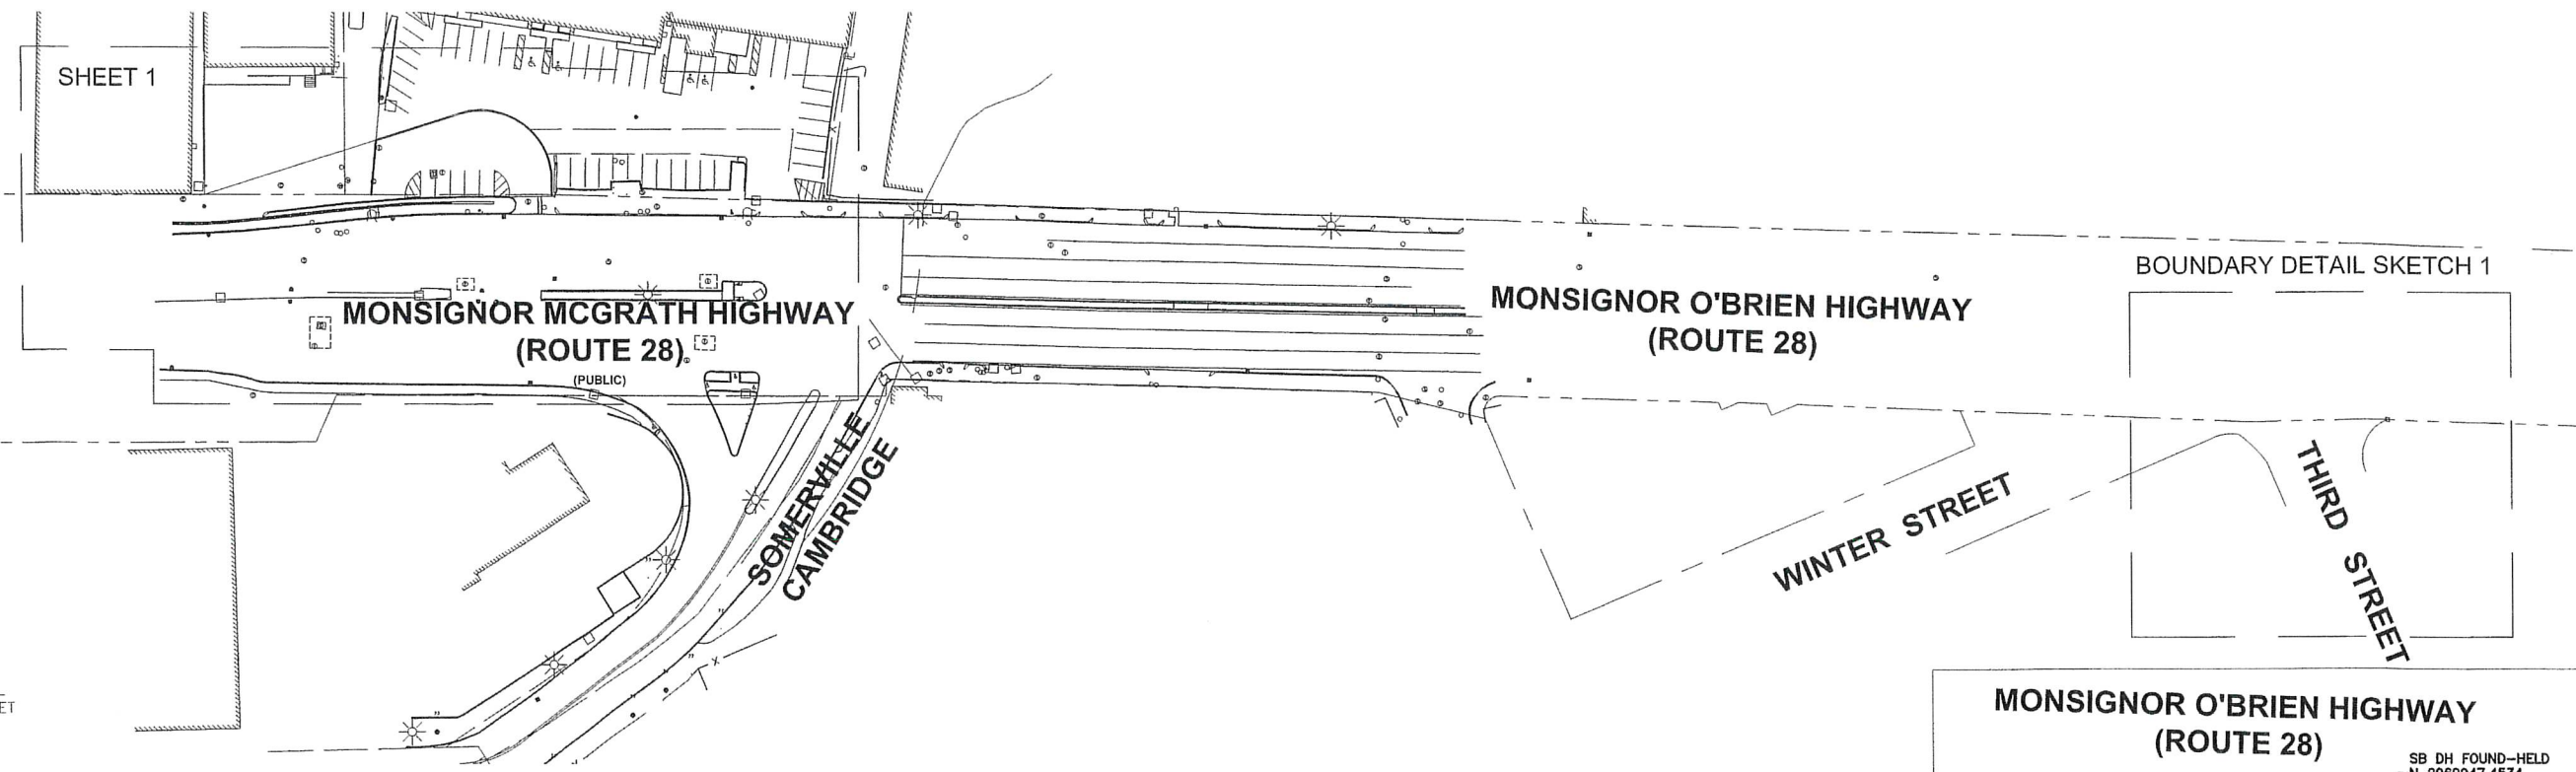 SHEET 1
MONSIGNOR MCGRATH HIGHWAY
(ROUTE 28)
(PUBLIC)
SOMERVILLE
CAMBRIDGE
MONSIGNOR O'BRIEN HIGHWAY
(ROUTE 28)
BOUNDARY DETAIL SKETCH 1
WINTER STREET
THIRD STREET
ET
MONSIGNOR O'BRIEN HIGHWAY
(ROUTE 28)
SB DH FOUND-HELD